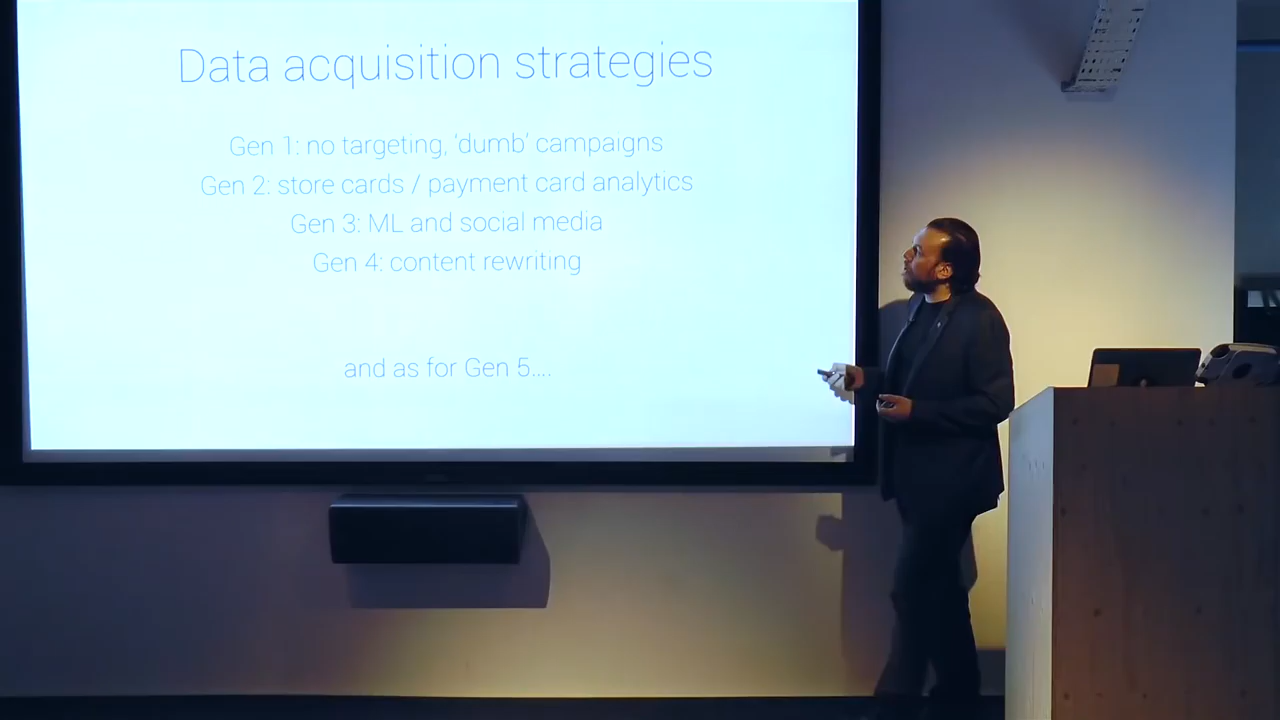 Data acquisition strategies
Gen 1: no targeting, 'dumb' campaigns
Gen 2: store cards / payment card analytics
Gen 3: ML and social media
Gen 4: content rewriting
and as for Gen 5....